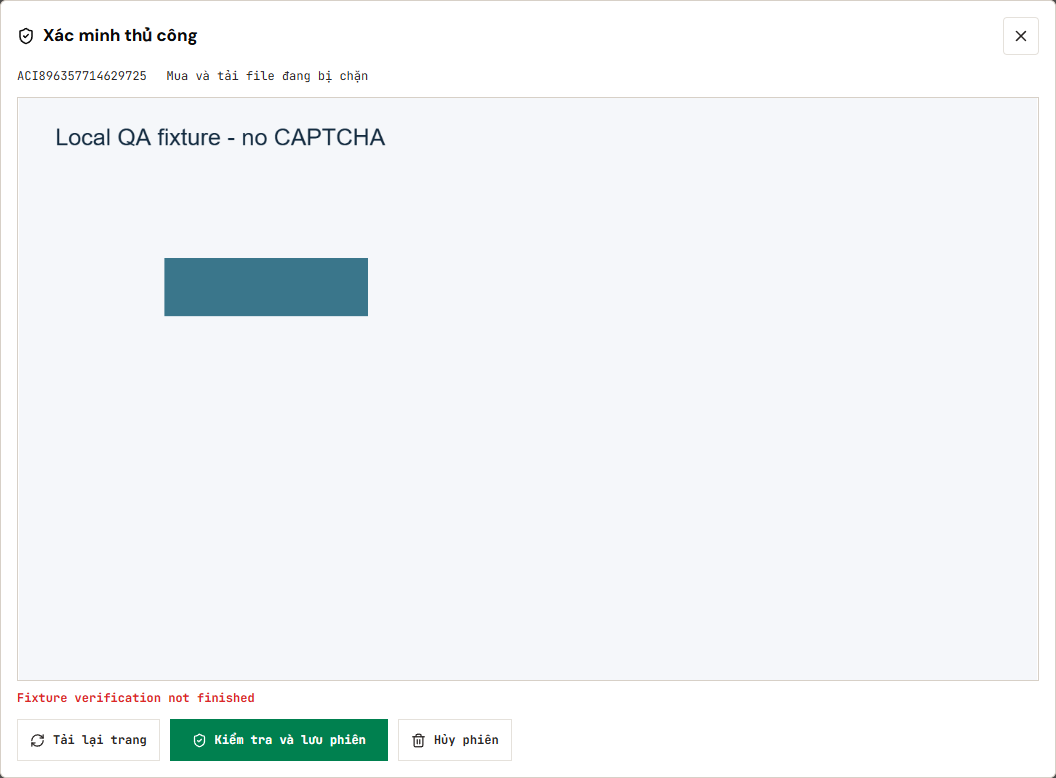 Xác minh thủ công
ACI896357714629725 Mua và tải file đang bị chặn
Local QA fixture - no CAPTCHA
Fixture verification not finished
Tải lại trang Kiểm tra và lưu phiên Hủy phiên